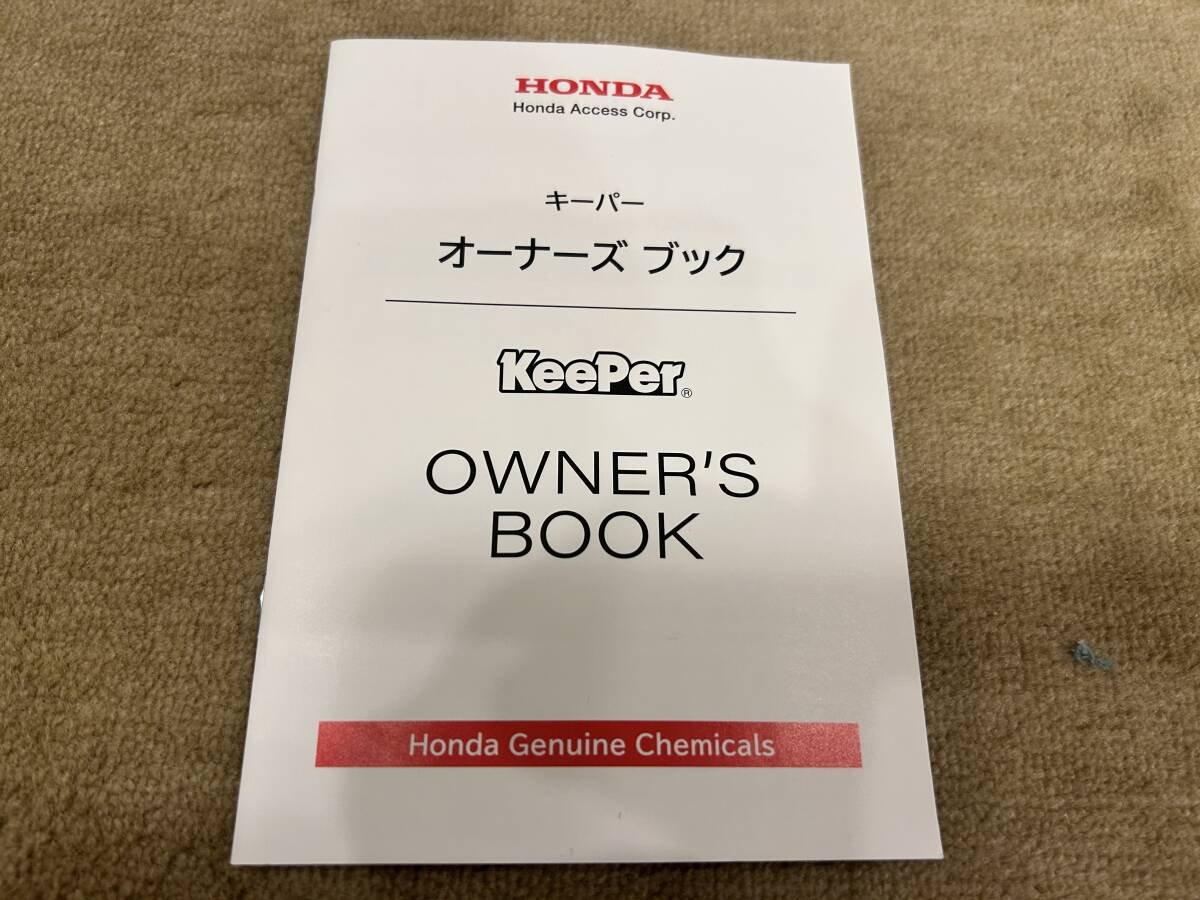 HONDA
Honda Access Corp.
キーパー
オーナーズ ブック
KeePer®
OWNER'S
BOOK
Honda Genuine Chemicals